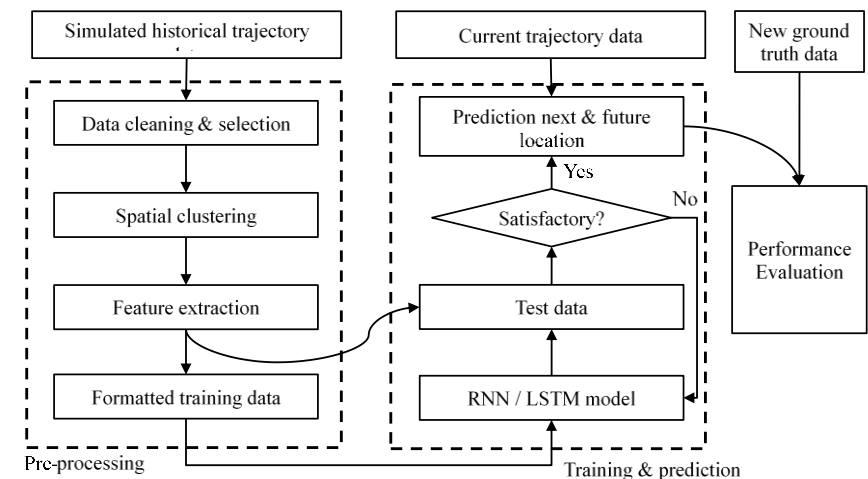 Simulated historical trajectory
Data cleaning & selection
Spatial clustering
Feature extraction
Formatted training data
Pre-processing
Current trajectory data
Prediction next & future
location
Yes
Satisfactory?
No
Test data
RNN / LSTM model
Training & prediction
New ground
truth data
Performance
Evaluation